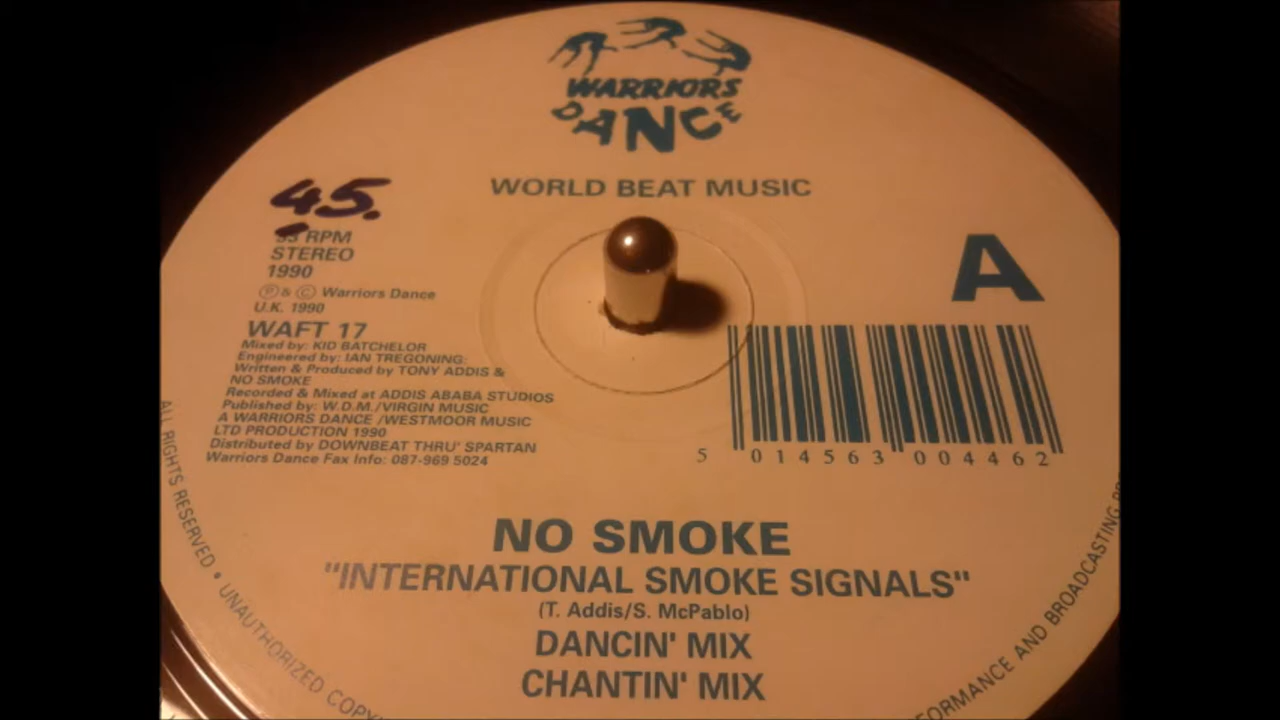 WARRIORS
DANCE
WORLD BEAT MUSIC
45.
33 RPM
STEREO
1990
Ⓟ & © Warriors Dance
U.K. 1990
WAFT 17
Mixed by: KID BATCHELOR
Engineered by: IAN TREGONING:
Written & Produced by TONY ADDIS &
NO SMOKE
Recorded & Mixed at ADDIS ABABA STUDIOS
Published by: W.D.M./VIRGIN MUSIC
A WARRIORS DANCE /WESTMOOR MUSIC
LTD PRODUCTION 1990
Distributed by DOWNBEAT THRU' SPARTAN
Warriors Dance Fax Info: 087-969 5024
A
5 014563 004462
NO SMOKE
"INTERNATIONAL SMOKE SIGNALS"
(T. Addis/S. McPablo)
DANCIN' MIX
CHANTIN' MIX
ALL RIGHTS RESERVED • UNAUTHORIZED
AND BROADCASTING